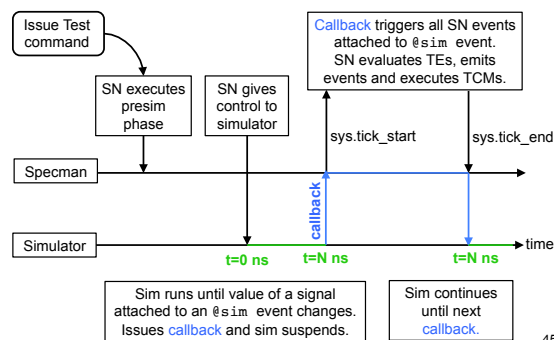 Issue Test
command
Callback triggers all SN events
attached to @sim event.
SN evaluates TEs, emits
events and executes TCMs.
SN executes
presim
phase
SN gives
control to
simulator
sys.tick_start
sys.tick_end
Specman
callback
Simulator
time
t=0 ns
t=N ns
t=N ns
Sim runs until value of a signal
attached to an @sim event changes.
Issues callback and sim suspends.
Sim continues
until next
callback.